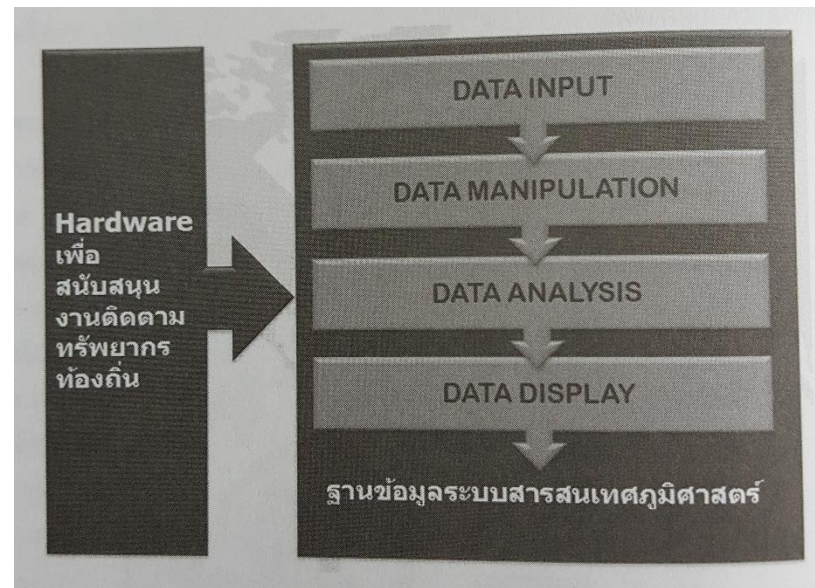 Hardware
เพื่อ
สนับสนุน
งานติดตาม
ทรัพยากร
ท้องถิ่น
DATA INPUT
DATA MANIPULATION
DATA ANALYSIS
DATA DISPLAY
ฐานข้อมูลระบบสารสนเทศภูมิศาสตร์